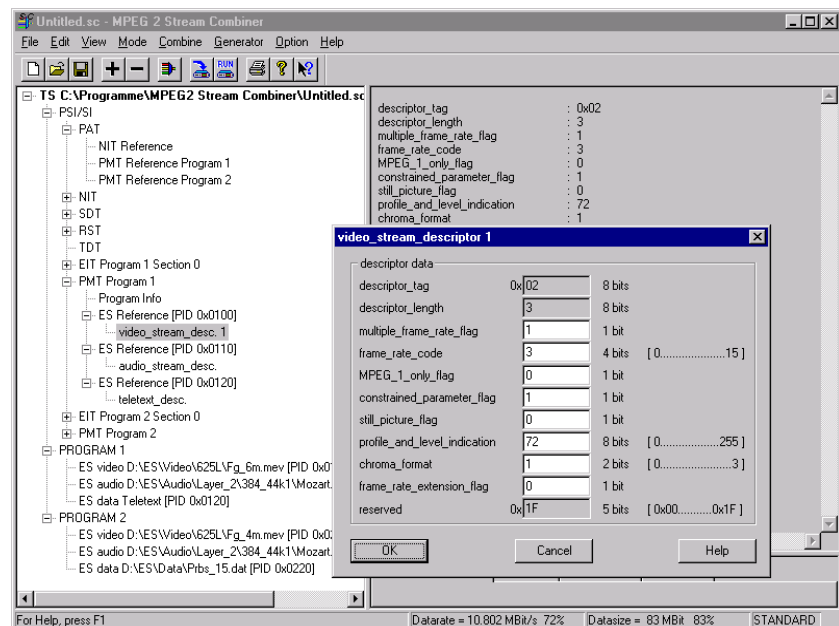 Untitled.sc - MPEG 2 Stream Combiner
File Edit View Mode Combine Generator Option Help
RUN
TS C:\Programme\MPEG2 Stream Combiner\Untitled.sc
PSI/SI
PAT
NIT Reference
PMT Reference Program 1
PMT Reference Program 2
NIT
SDT
RST
TDT
EIT Program 1 Section 0
PMT Program 1
Program Info
ES Reference [PID 0x0100]
video_stream_desc. 1
ES Reference [PID 0x0110]
audio_stream_desc.
ES Reference [PID 0x0120]
teletext_desc.
EIT Program 2 Section 0
PMT Program 2
PROGRAM 1
ES video D:\ES\Video\625L\Fg_6m.mev [PID 0x0
ES audio D:\ES\Audio\Layer_2\384_44k1\Mozart.
ES data Teletext [PID 0x0120]
PROGRAM 2
ES video D:\ES\Video\625L\Fg_4m.mev [PID 0x0
ES audio D:\ES\Audio\Layer_2\384_44k1\Mozart.
ES data D:\ES\Data\Prbs_15.dat [PID 0x0220]
descriptor_tag : 0x02
descriptor_length : 3
multiple_frame_rate_flag : 1
frame_rate_code : 3
MPEG_1_only_flag : 0
constrained_parameter_flag : 1
still_picture_flag : 0
profile_and_level_indication : 72
chroma_format : 1
video_stream_descriptor 1
descriptor data
descriptor_tag 0x 02 8 bits
descriptor_length 3 8 bits
multiple_frame_rate_flag 1 1 bit
frame_rate_code 3 4 bits [ 0....................15 ]
MPEG_1_only_flag 0 1 bit
constrained_parameter_flag 1 1 bit
still_picture_flag 0 1 bit
profile_and_level_indication 72 8 bits [ 0..................255 ]
chroma_format 1 2 bits [ 0......................3 ]
frame_rate_extension_flag 0 1 bit
reserved 0x 1F 5 bits [ 0x00..........0x1F ]
OK Cancel Help
For Help, press F1 Datarate = 10.802 MBit/s 72% Datasize = 83 MBit 83% STANDARD